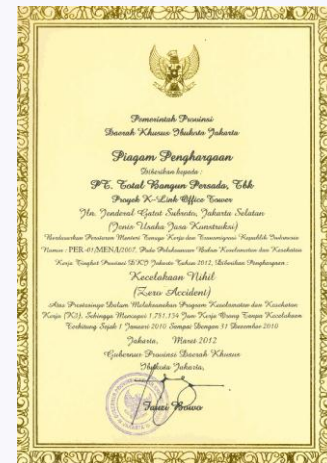 Pemerintah Provinsi
Daerah Khusus Ibukota Jakarta
Piagam Penghargaan
Diberikan kepada :
PT. Total Bangun Persada, Tbk
Proyek K-Link Office Tower
Jln. Jenderal Gatot Subroto, Jakarta Selatan
(Jenis Usaha Jasa Konstruksi)
Berdasarkan Peraturan Menteri Tenaga Kerja dan Transmigrasi Republik Indonesia
Nomor : PER-01/MEN/I/2007, Pada Pelaksanaan Bulan Keselamatan dan Kesehatan
Kerja Tingkat Provinsi DKI Jakarta Tahun 2012, Diberikan Penghargaan :
Kecelakaan Nihil
(Zero Accident)
Atas Prestasinya Dalam Melaksanakan Program Keselamatan dan Kesehatan
Kerja (K3), Sehingga Mencapai 1.751.154 Jam Kerja Orang Tanpa Kecelakaan
Terhitung Sejak 1 Januari 2010 Sampai Dengan 31 Desember 2010
Jakarta, Maret 2012
Gubernur Provinsi Daerah Khusus
Ibukota Jakarta,
Fauzi Bowo